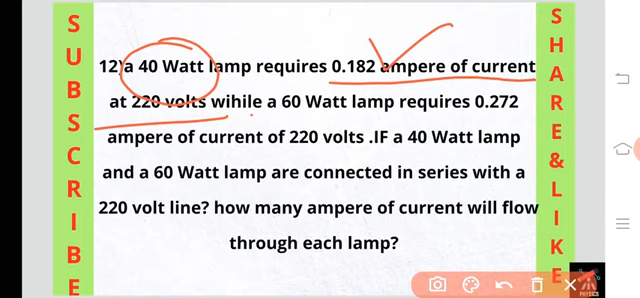 SUBSCRIBE
12)a 40 Watt lamp requires 0.182 ampere of current
at 220 volts wihile a 60 Watt lamp requires 0.272
ampere of current of 220 volts .IF a 40 Watt lamp
and a 60 Watt lamp are connected in series with a
220 volt line? how many ampere of current will flow
through each lamp?
SHARE&LIKE
PHYSICS